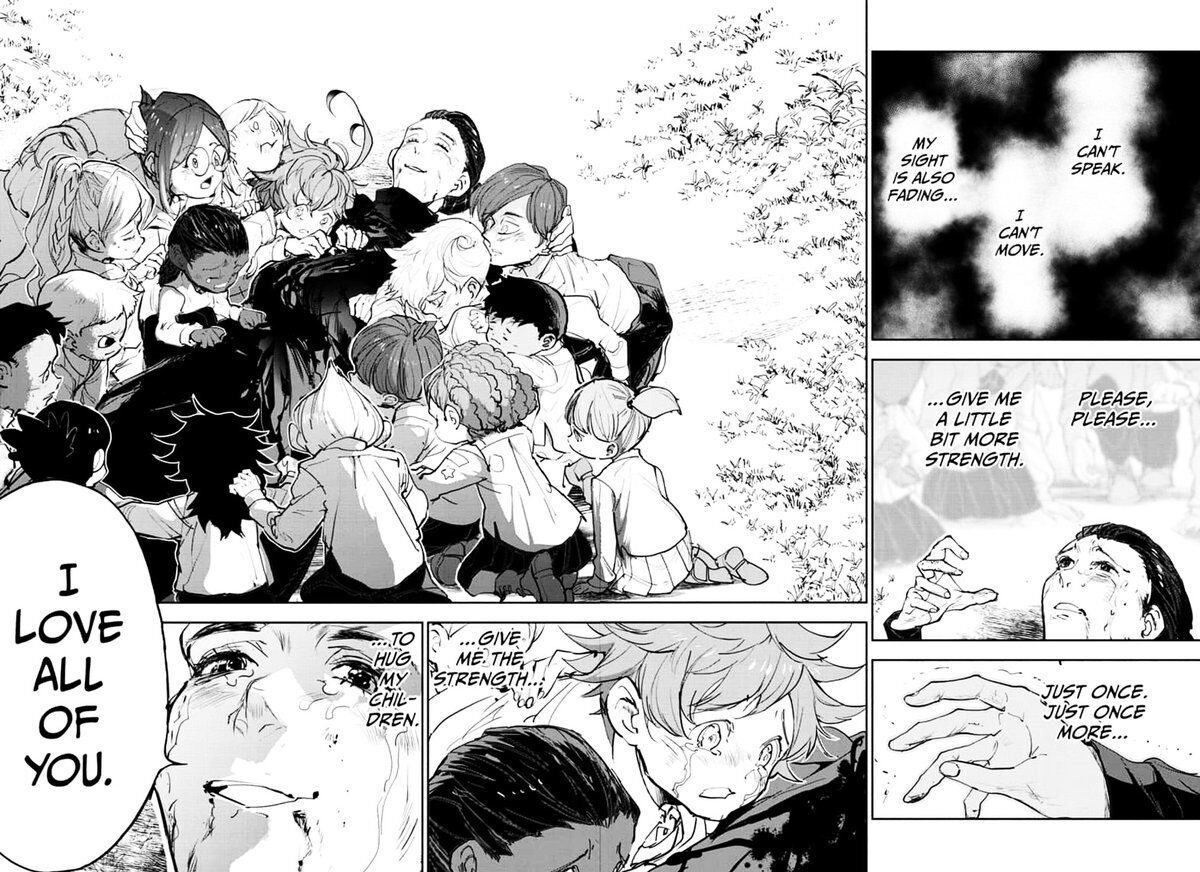 I
CAN'T
SPEAK.
I
CAN'T
MOVE.
MY
SIGHT
IS ALSO
FADING...
PLEASE,
PLEASE...
...GIVE ME
A LITTLE
BIT MORE
STRENGTH.
JUST ONCE.
JUST ONCE
MORE...
...GIVE
ME THE
STRENGTH...
...TO
HUG
MY
CHIL-
DREN.
I
LOVE
ALL
OF
YOU.